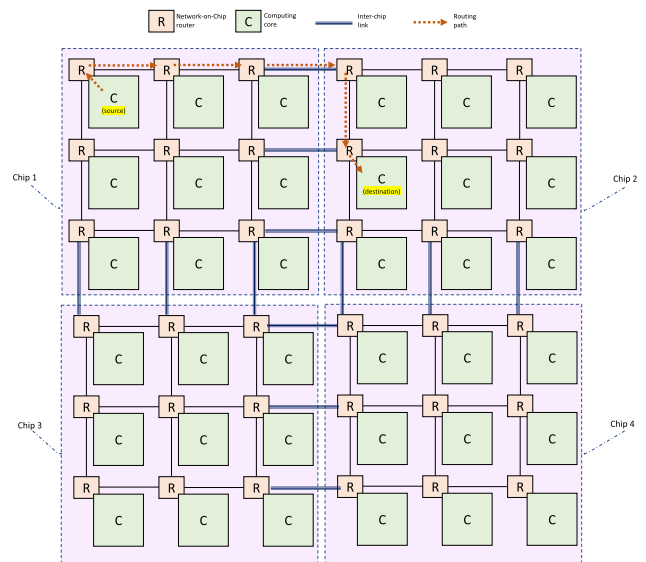 R Network-on-Chip router C Computing core Inter-chip link Routing path
R R R R R R
C (source) C C C C C
R R R R R R
Chip 1 C C C C (destination) C C Chip 2
R R R R R R
C C C C C C
R R R R R R
C C C C C C
R R R R R R
Chip 3 C C C C C C Chip 4
R R R R R R
C C C C C C